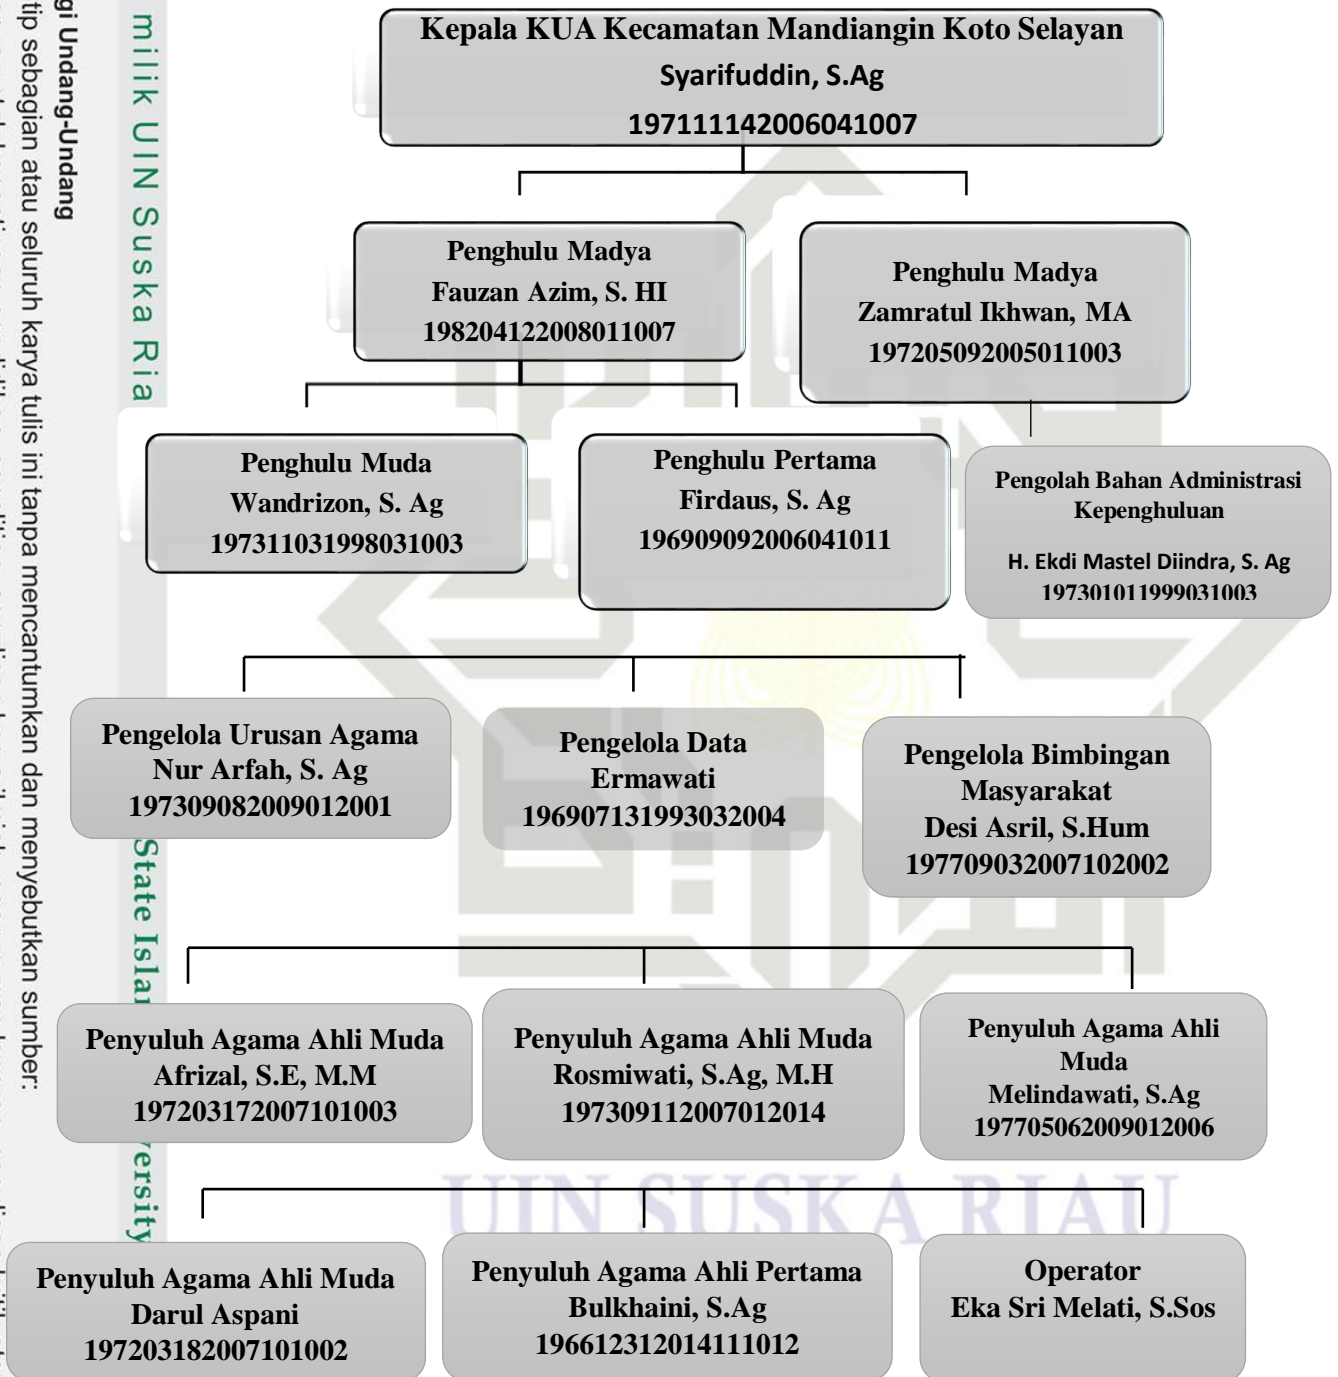 Kepala KUA Kecamatan Mandiangin Koto Selayan
Syarifuddin, S.Ag
197111142006041007
Penghulu Madya
Fauzan Azim, S. HI
198204122008011007
Penghulu Madya
Zamratul Ikhwan, MA
197205092005011003
Penghulu Muda
Wandrizon, S. Ag
197311031998031003
Penghulu Pertama
Firdaus, S. Ag
196909092006041011
Pengolah Bahan Administrasi
Kepenghuluan
H. Ekdi Mastel Diindra, S. Ag
197301011999031003
Pengelola Urusan Agama
Nur Arfah, S. Ag
197309082009012001
Pengelola Data
Ermawati
196907131993032004
Pengelola Bimbingan
Masyarakat
Desi Asril, S.Hum
197709032007102002
Penyuluh Agama Ahli Muda
Afrizal, S.E, M.M
197203172007101003
Penyuluh Agama Ahli Muda
Rosmiwati, S.Ag, M.H
197309112007012014
Penyuluh Agama Ahli
Muda
Melindawati, S.Ag
197705062009012006
UIN SUSKA RIAU
Penyuluh Agama Ahli Muda
Darul Aspani
197203182007101002
Penyuluh Agama Ahli Pertama
Bulkhaini, S.Ag
196612312014111012
Operator
Eka Sri Melati, S.Sos
milik UIN Suska Ria
State Isla
versity
gi Undang-Undang
tip sebagian atau seluruh karya tulis ini tanpa mencantumkan dan menyebutkan sumber: